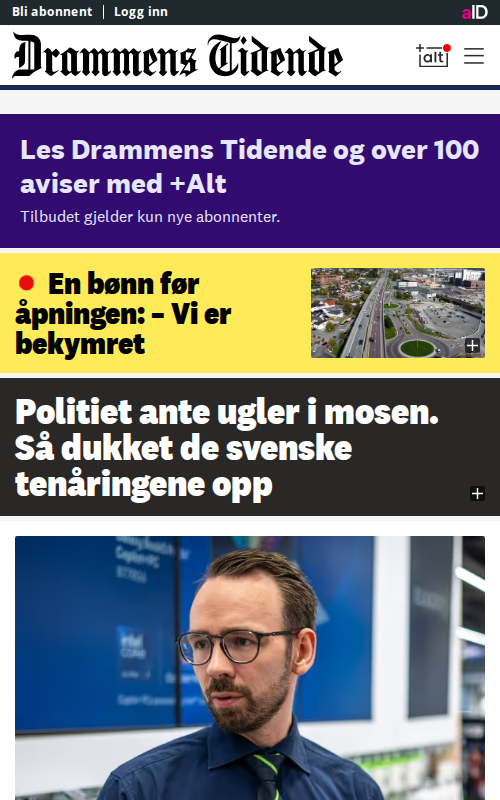 Bli abonnent | Logg inn
aID
Drammens Tidende
+alt
Les Drammens Tidende og over 100
aviser med +Alt
Tilbudet gjelder kun nye abonnenter.
En bønn før
åpningen: – Vi er
bekymret
Politiet ante ugler i mosen.
Så dukket de svenske
tenåringene opp
intel